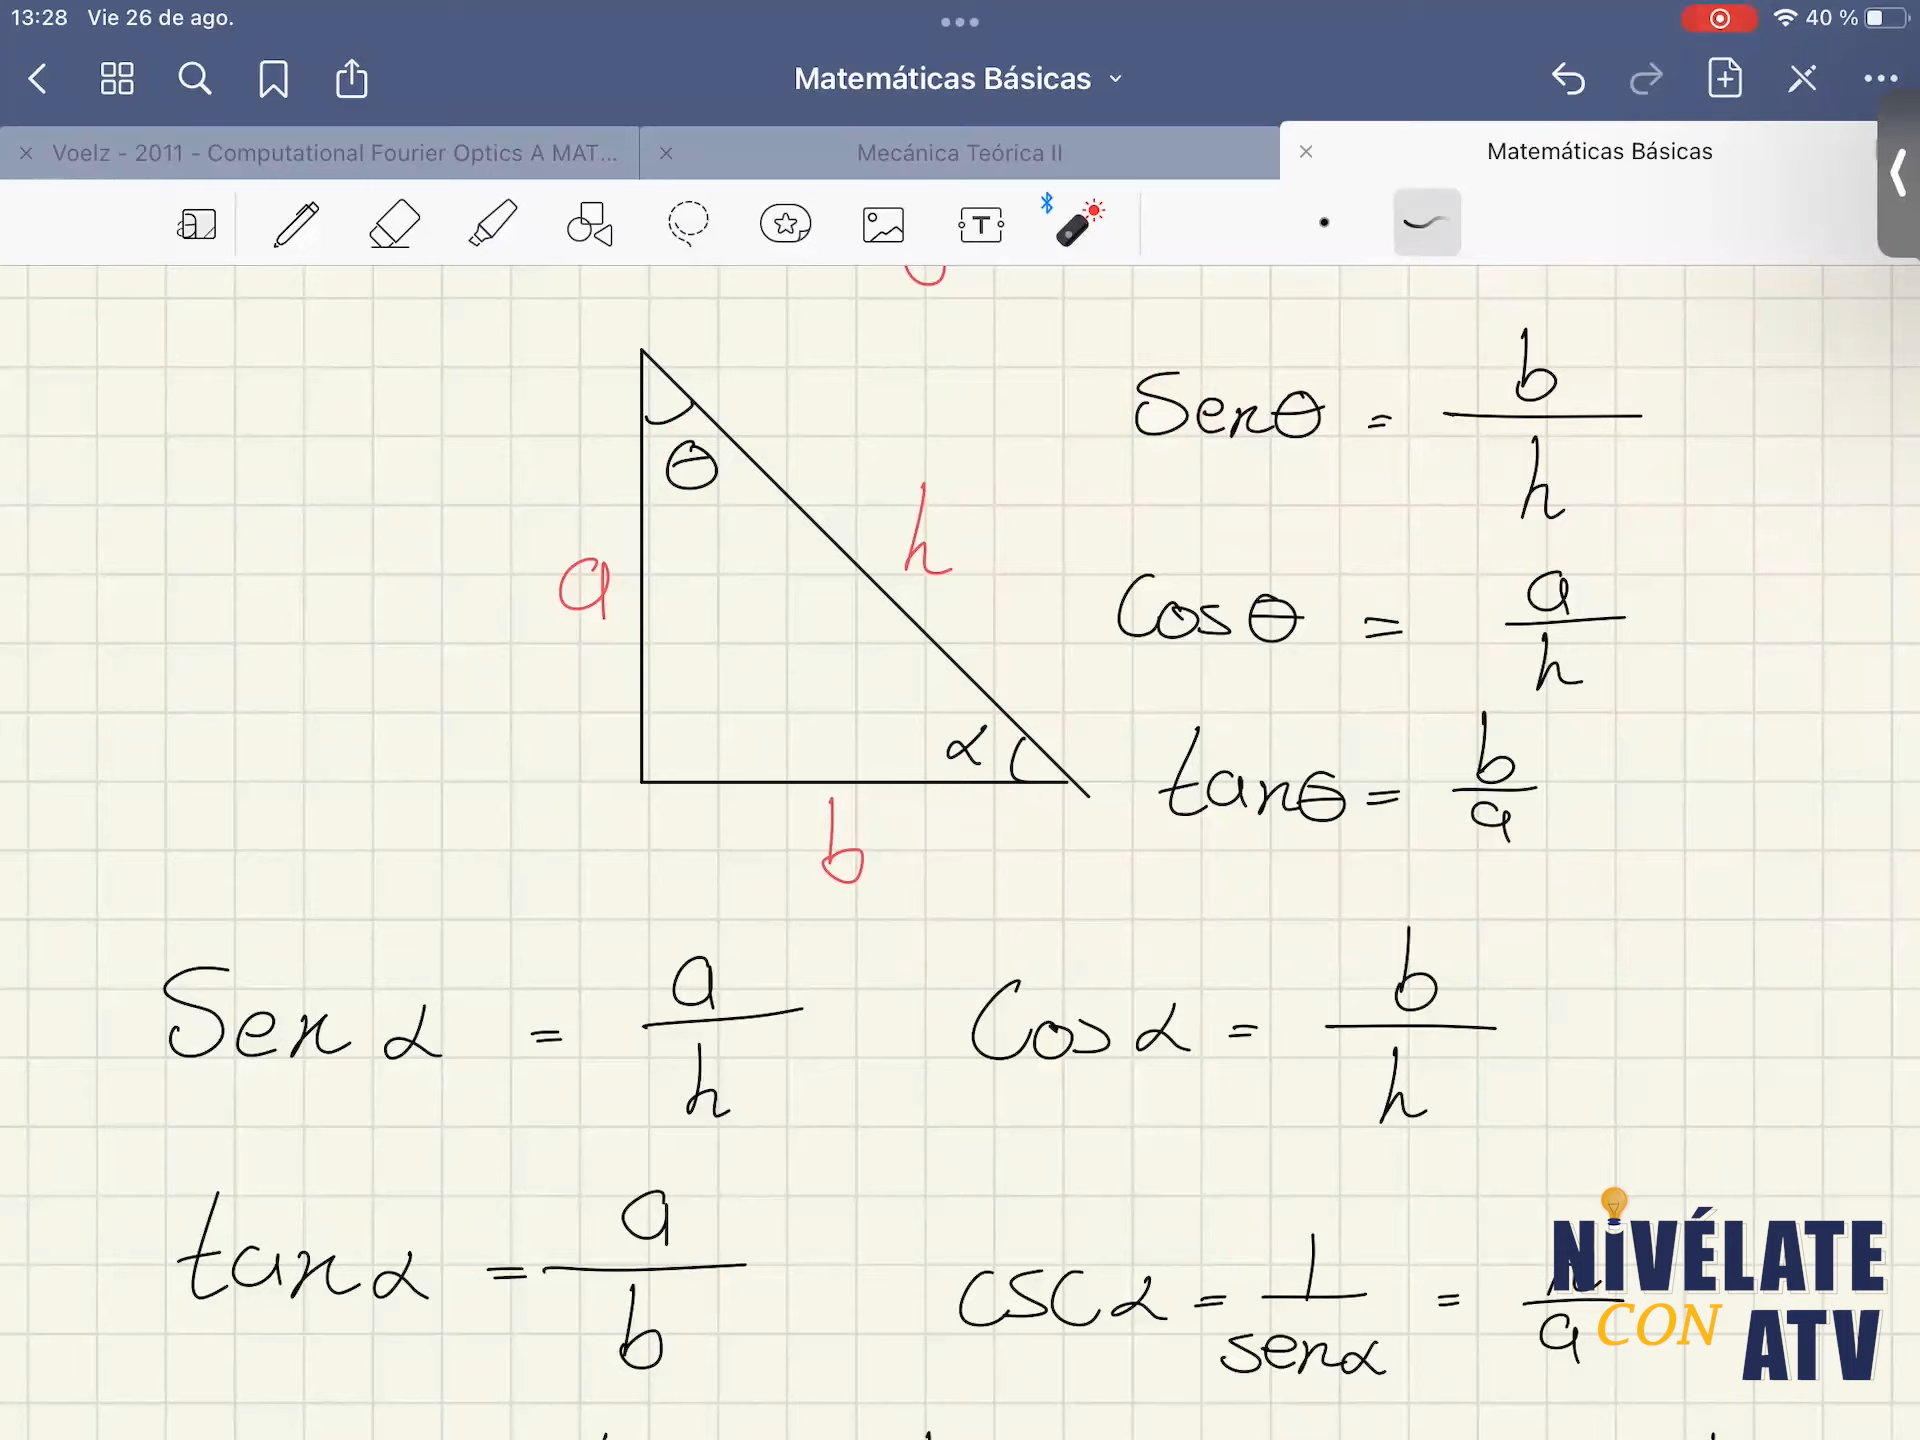 13:28 Vie 26 de ago. 40 %
Matemáticas Básicas
Voelz - 2011 - Computational Fourier Optics A MAT...
Mecánica Teórica II
Matemáticas Básicas
T
θ
a
h
α
b
Senθ = b/h
Cosθ = a/h
tanθ = b/a
Sen α = a/h
Cos α = b/h
tan α = a/b
csc α = 1/sen α =
a
NIVÉLATE
CON
ATV